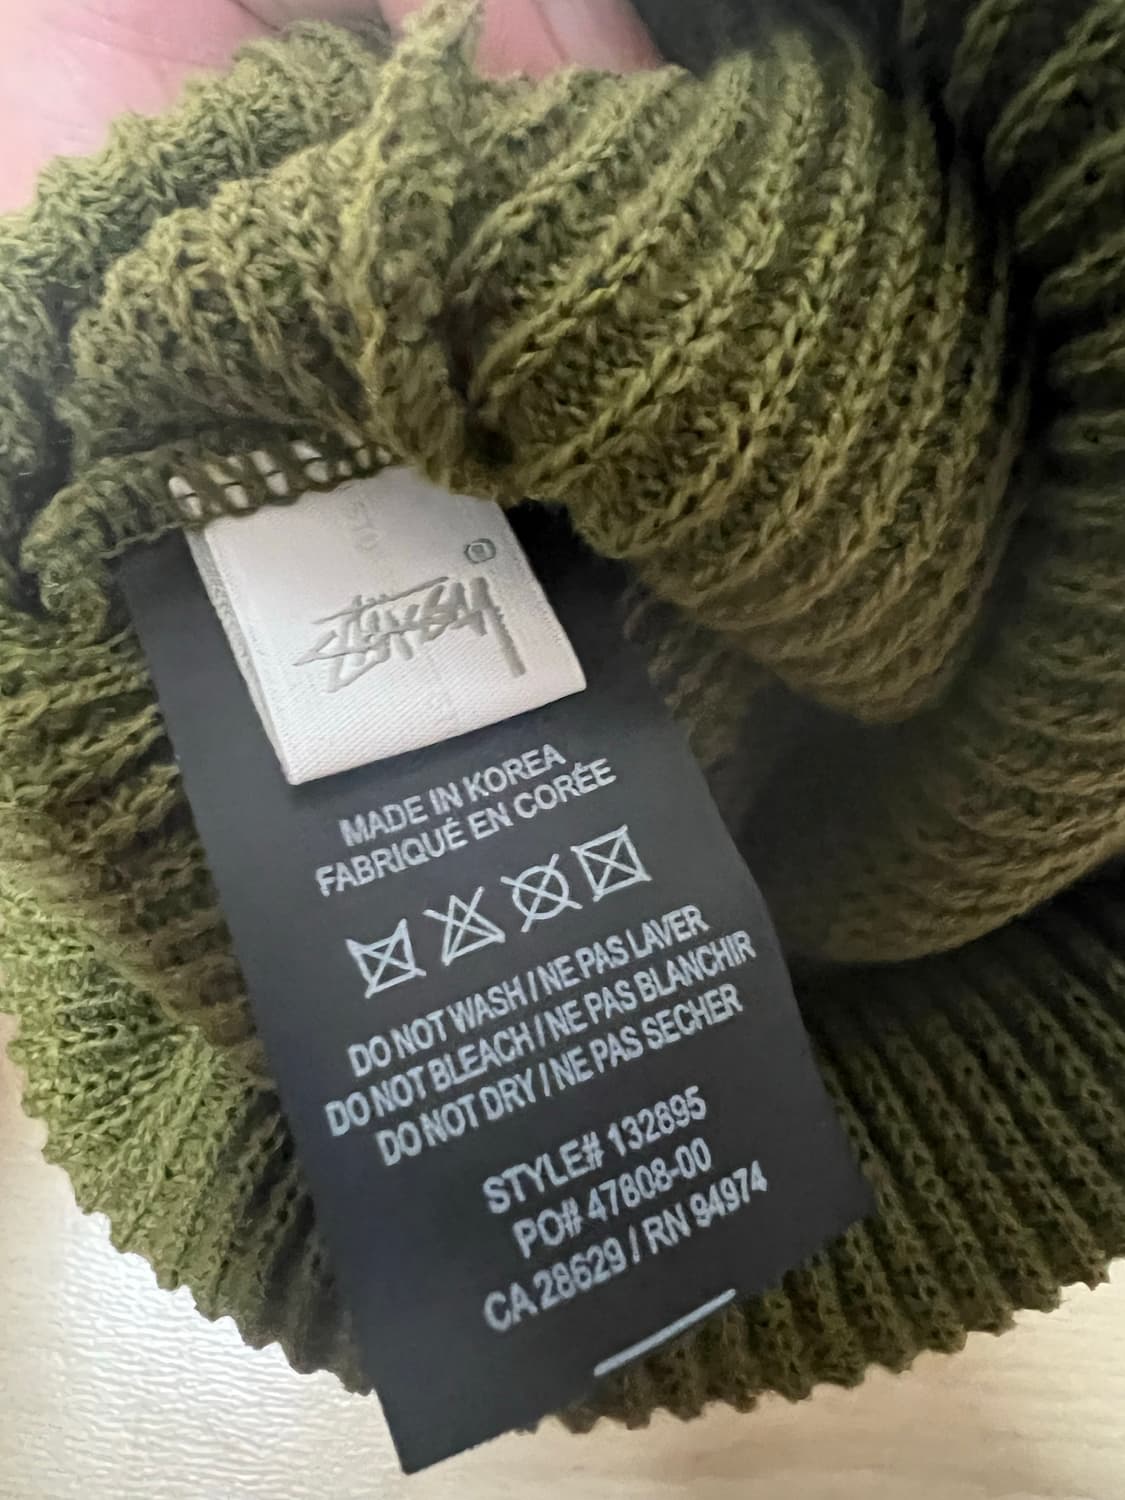 STÜSSY
®
MADE IN KOREA
FABRIQUÉ EN CORÉE
DO NOT WASH / NE PAS LAVER
DO NOT BLEACH / NE PAS BLANCHIR
DO NOT DRY / NE PAS SECHER
STYLE# 132895
PO# 47808-00
CA 28629 / RN 94974